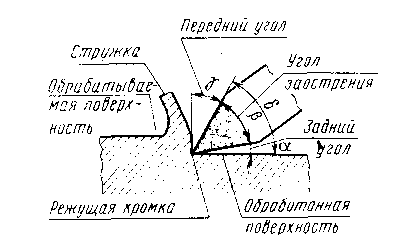 Передний угол
Стружка
Обрабатывае-
мая поверх-
ность
γ
Угол
заострения
δ
β
Задний
угол
α
Режущая кромка
Обработанная
поверхность